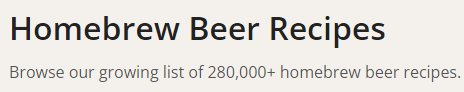 Homebrew Beer Recipes
Browse our growing list of 280,000+ homebrew beer recipes.